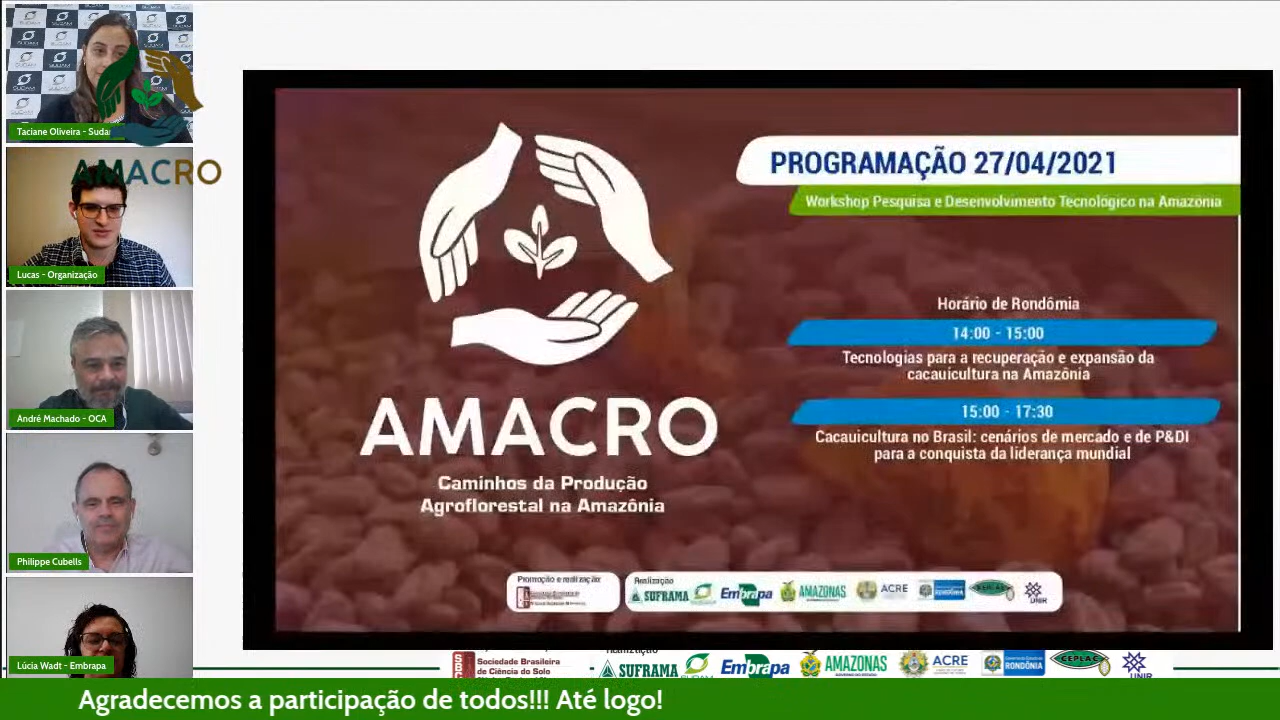 SUDAM
Taciane Oliveira - Suda
AMACRO
Lucas - Organização
André Machado - OCA
Philippe Cubells
Lúcia Wadt - Embrapa
AMACRO
Caminhos da Produção
Agroflorestal na Amazônia
PROGRAMAÇÃO 27/04/2021
Workshop Pesquisa e Desenvolvimento Tecnológico na Amazônia
Horário de Rondômia
14:00 - 15:00
Tecnologias para a recuperação e expansão da
cacauicultura na Amazônia
15:00 - 17:30
Cacauicultura no Brasil: cenários de mercado e de P&DI
para a conquista da liderança mundial
Promoção e realização:
Realização
SUFRAMA
Embrapa
AMAZONAS
ACRE
RONDÔNIA
CEPLAC
UNIR
Sociedade Brasileira
de Ciência do Solo
Realização
SUFRAMA
SUDAM
Embrapa
AMAZONAS
ACRE
RONDÔNIA
CEPLAC
UNIR
Agradecemos a participação de todos!!! Até logo!